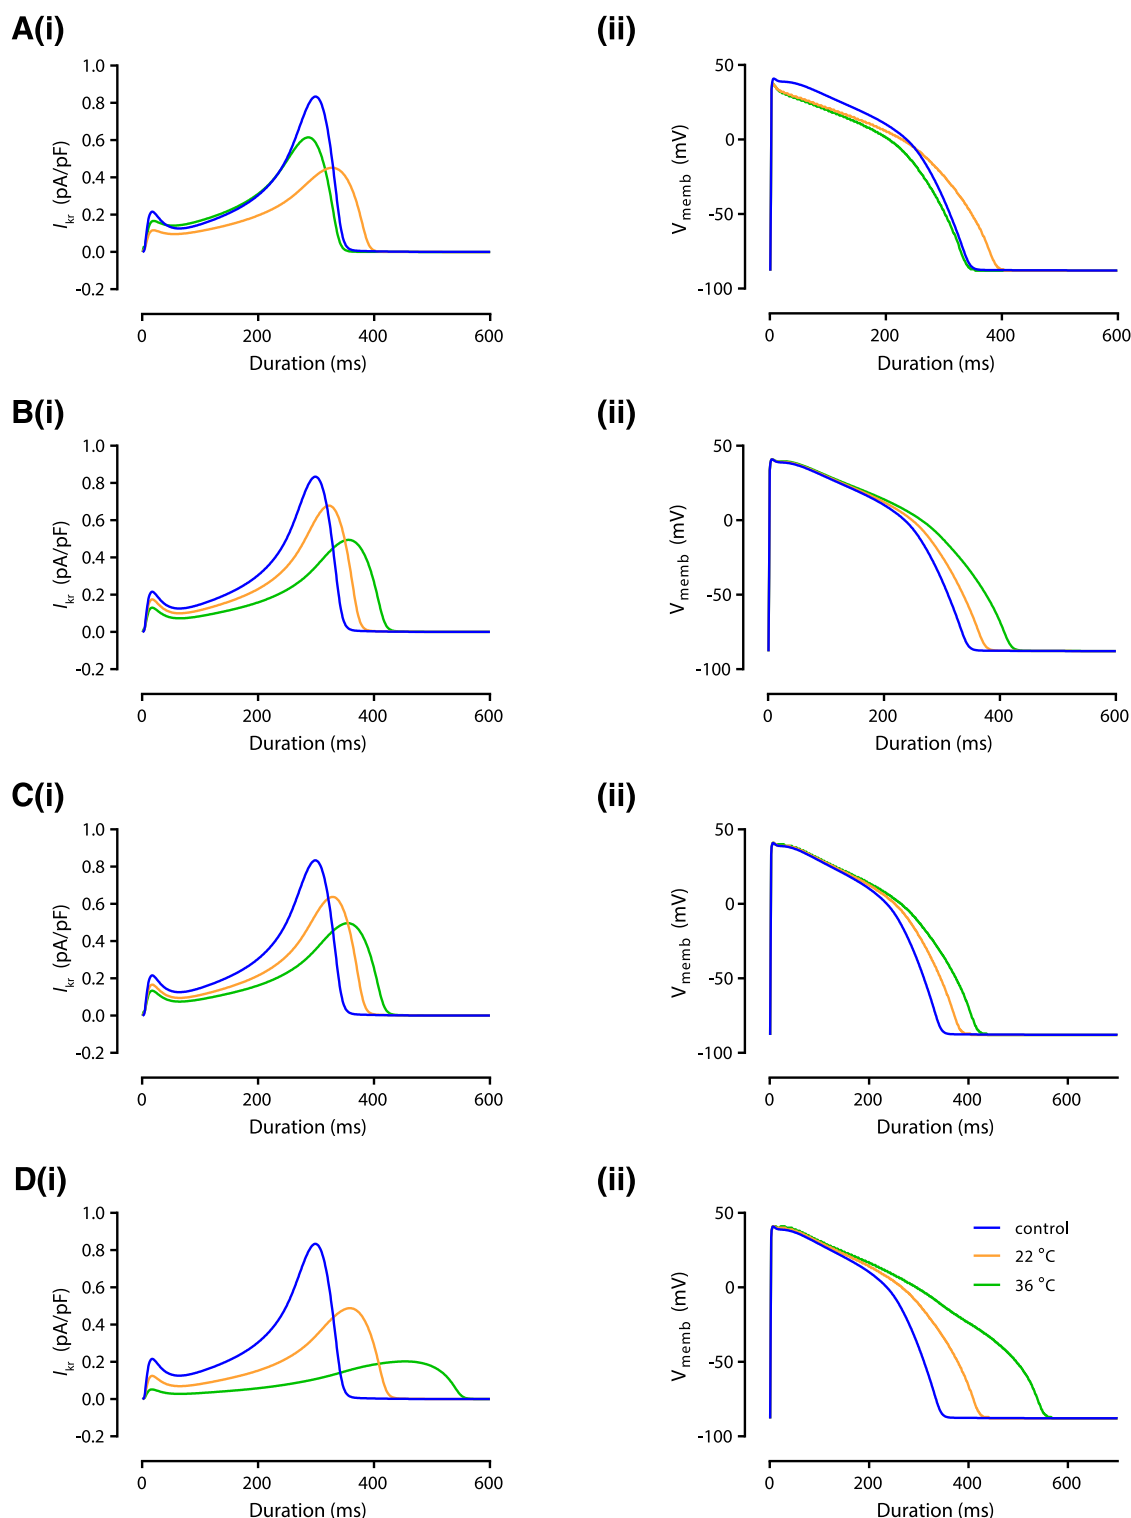 A(i)
(ii)
1.0
0.8
0.6
0.4
0.2
0.0
-0.2
Ikr (pA/pF)
0
200
400
600
Duration (ms)
50
0
-50
-100
Vmemb (mV)
0
200
400
600
Duration (ms)
B(i)
(ii)
1.0
0.8
0.6
0.4
0.2
0.0
-0.2
Ikr (pA/pF)
0
200
400
600
Duration (ms)
50
0
-50
-100
Vmemb (mV)
0
200
400
600
Duration (ms)
C(i)
(ii)
1.0
0.8
0.6
0.4
0.2
0.0
-0.2
Ikr (pA/pF)
0
200
400
600
Duration (ms)
50
0
-50
-100
Vmemb (mV)
0
200
400
600
Duration (ms)
D(i)
(ii)
1.0
0.8
0.6
0.4
0.2
0.0
-0.2
Ikr (pA/pF)
0
200
400
600
Duration (ms)
50
0
-50
-100
Vmemb (mV)
control
22 °C
36 °C
0
200
400
600
Duration (ms)